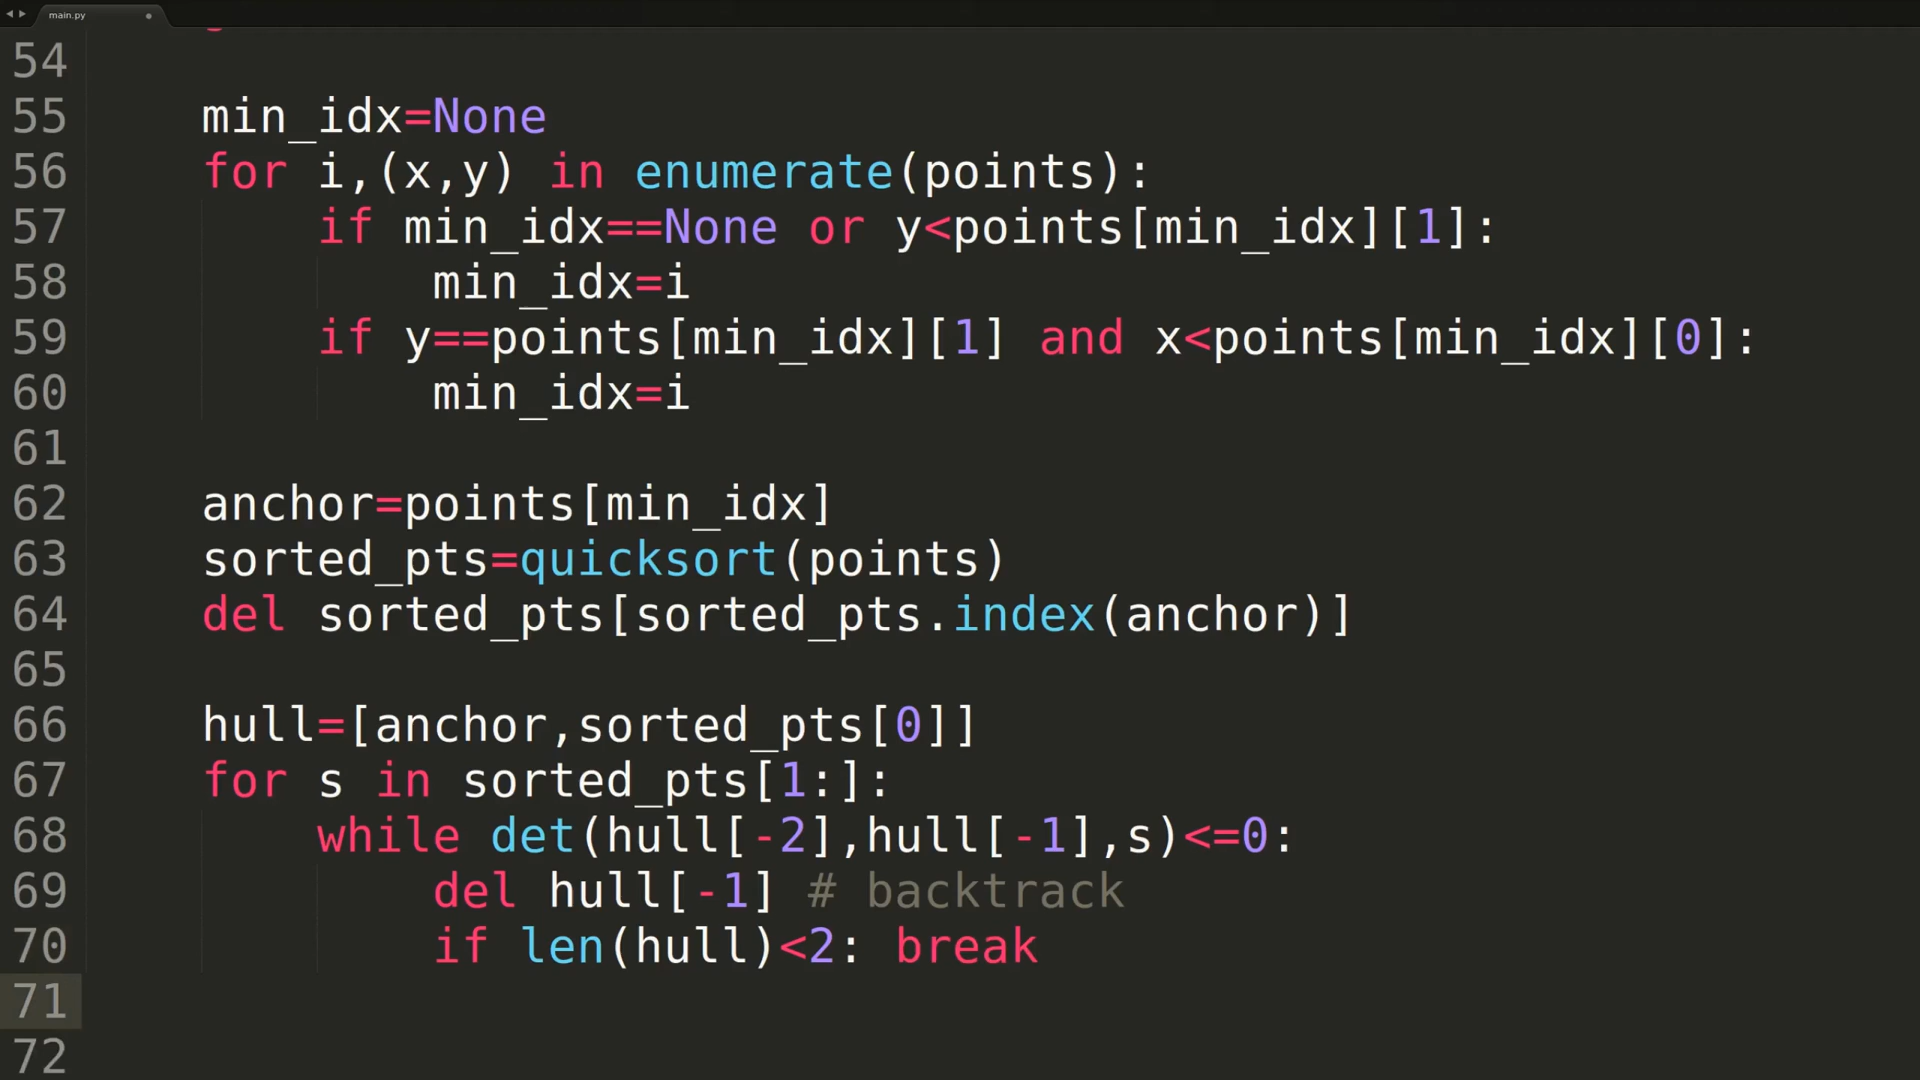 main.py
54
55 min_idx=None
56 for i,(x,y) in enumerate(points):
57 if min_idx==None or y<points[min_idx][1]:
58 min_idx=i
59 if y==points[min_idx][1] and x<points[min_idx][0]:
60 min_idx=i
61
62 anchor=points[min_idx]
63 sorted_pts=quicksort(points)
64 del sorted_pts[sorted_pts.index(anchor)]
65
66 hull=[anchor,sorted_pts[0]]
67 for s in sorted_pts[1:]:
68 while det(hull[-2],hull[-1],s)<=0:
69 del hull[-1] # backtrack
70 if len(hull)<2: break
71
72